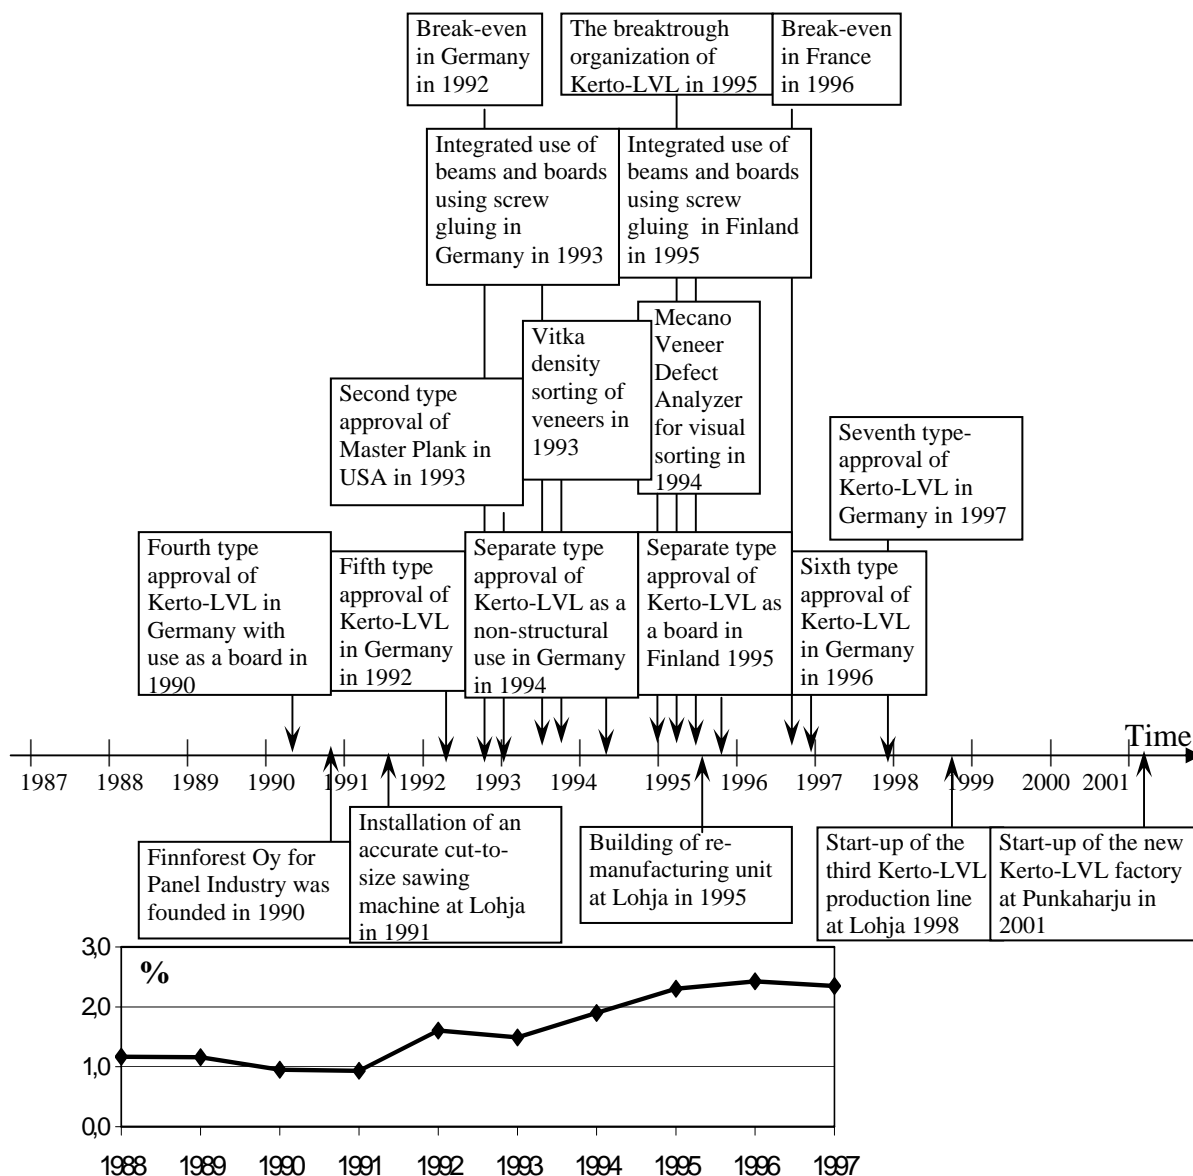 Break-even
in Germany
in 1992
The breaktrough
organization of
Kerto-LVL in 1995
Break-even
in France
in 1996
Integrated use of
beams and boards
using screw
gluing in
Germany in 1993
Integrated use of
beams and boards
using screw
gluing in Finland
in 1995
Second type
approval of
Master Plank in
USA in 1993
Vitka
density
sorting of
veneers in
1993
Mecano
Veneer
Defect
Analyzer
for visual
sorting in
1994
Seventh type-
approval of
Kerto-LVL in
Germany in 1997
Fourth type
approval of
Kerto-LVL in
Germany with
use as a board in
1990
Fifth type
approval of
Kerto-LVL
in Germany
in 1992
Separate type
approval of
Kerto-LVL as a
non-structural
use in Germany
in 1994
Separate type
approval of
Kerto-LVL as
a board in
Finland 1995
Sixth type
approval of
Kerto-LVL
in Germany
in 1996
Time
1987 1988 1989 1990 1991 1992 1993 1994 1995 1996 1997 1998 1999 2000 2001
Finnforest Oy for
Panel Industry was
founded in 1990
Installation of an
accurate cut-to-
size sawing
machine at Lohja
in 1991
Building of re-
manufacturing unit
at Lohja in 1995
Start-up of the
third Kerto-LVL
production line
at Lohja 1998
Start-up of the new
Kerto-LVL factory
at Punkaharju in
2001
%
3,0
2,0
1,0
0,0
1988 1989 1990 1991 1992 1993 1994 1995 1996 1997